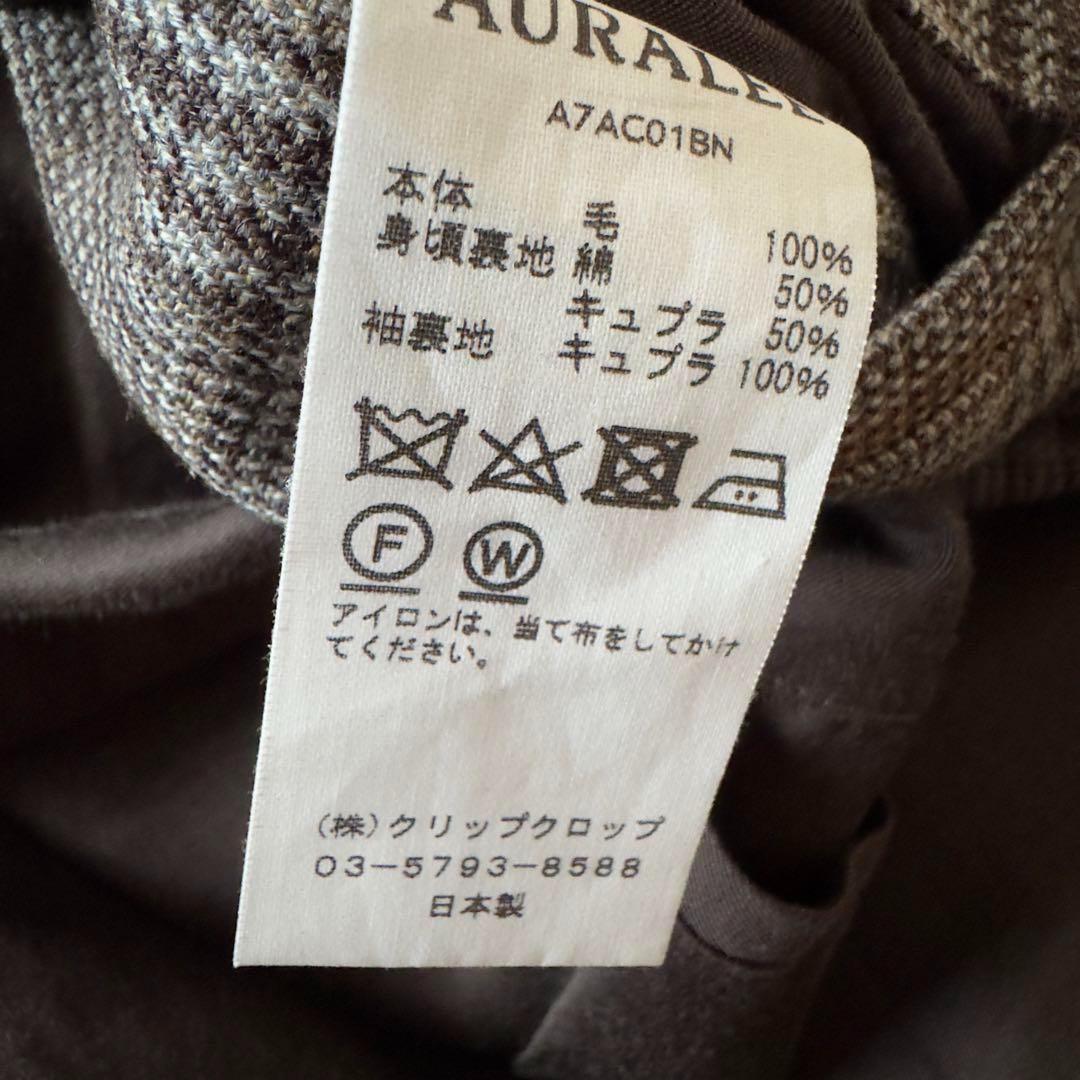 AURALEE
A7AC01BN
本体 毛 100%
身頃裏地 綿 50%
キュプラ 50%
袖裏地 キュプラ 100%
F W
アイロンは、当て布をしてかけ
てください。
(株)クリップクロップ
03-5793-8588
日本製